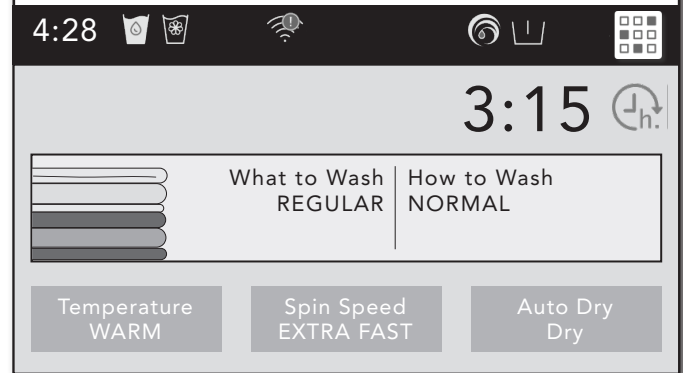 4:28
3:15 h.
What to Wash
REGULAR
How to Wash
NORMAL
Temperature
WARM
Spin Speed
EXTRA FAST
Auto Dry
Dry